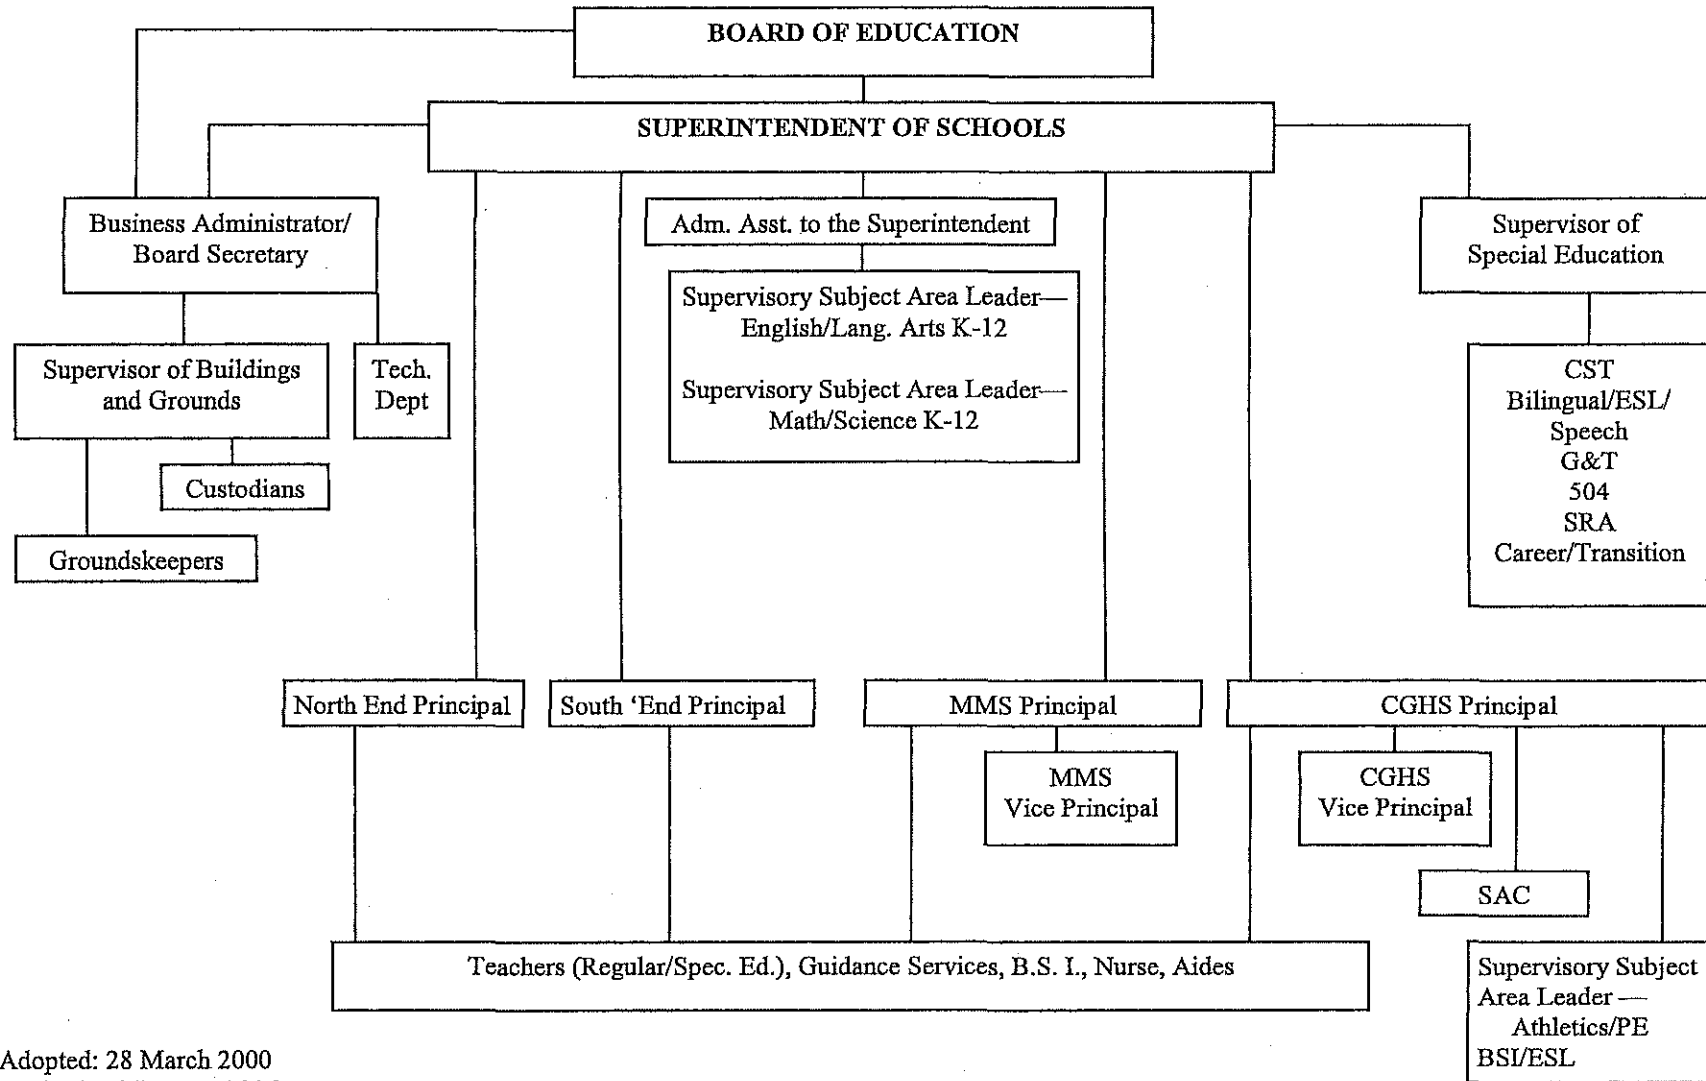 BOARD OF EDUCATION
SUPERINTENDENT OF SCHOOLS
Business Administrator/
Board Secretary
Adm. Asst. to the Superintendent
Supervisor of
Special Education
Supervisory Subject Area Leader—
English/Lang. Arts K-12
Supervisory Subject Area Leader—
Math/Science K-12
Supervisor of Buildings
and Grounds
Tech.
Dept
Custodians
Groundskeepers
CST
Bilingual/ESL/
Speech
G&T
504
SRA
Career/Transition
North End Principal
South ‘End Principal
MMS Principal
CGHS Principal
MMS
Vice Principal
CGHS
Vice Principal
SAC
Teachers (Regular/Spec. Ed.), Guidance Services, B.S. I., Nurse, Aides
Supervisory Subject
Area Leader —
Athletics/PE
BSI/ESL
Adopted: 28 March 2000